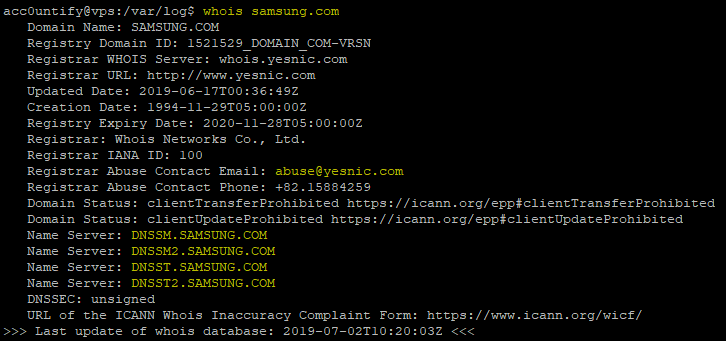 acc0untify@vps:/var/log$ whois samsung.com
Domain Name: SAMSUNG.COM
Registry Domain ID: 1521529_DOMAIN_COM-VRSN
Registrar WHOIS Server: whois.yesnic.com
Registrar URL: http://www.yesnic.com
Updated Date: 2019-06-17T00:36:49Z
Creation Date: 1994-11-29T05:00:00Z
Registry Expiry Date: 2020-11-28T05:00:00Z
Registrar: Whois Networks Co., Ltd.
Registrar IANA ID: 100
Registrar Abuse Contact Email: abuse@yesnic.com
Registrar Abuse Contact Phone: +82.15884259
Domain Status: clientTransferProhibited https://icann.org/epp#clientTransferProhibited
Domain Status: clientUpdateProhibited https://icann.org/epp#clientUpdateProhibited
Name Server: DNSSM.SAMSUNG.COM
Name Server: DNSSM2.SAMSUNG.COM
Name Server: DNSST.SAMSUNG.COM
Name Server: DNSST2.SAMSUNG.COM
DNSSEC: unsigned
URL of the ICANN Whois Inaccuracy Complaint Form: https://www.icann.org/wicf/
>>> Last update of whois database: 2019-07-02T10:20:03Z <<<